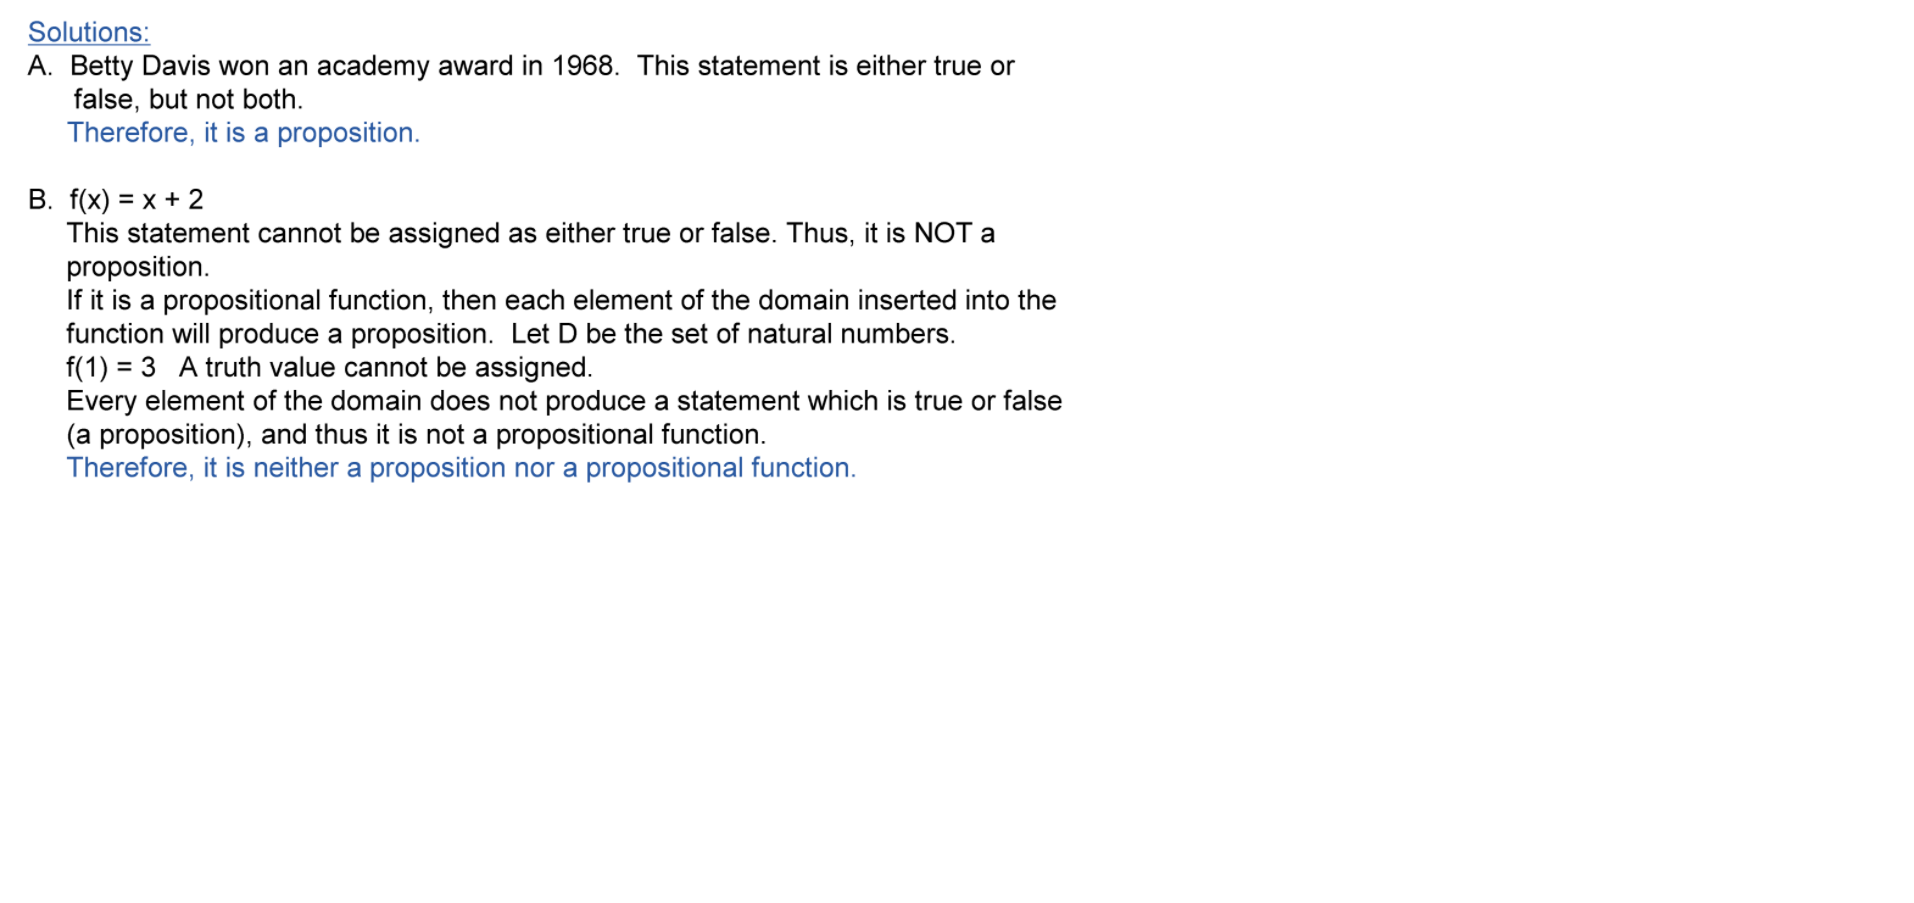 Solutions:
A. Betty Davis won an academy award in 1968. This statement is either true or
false, but not both.
Therefore, it is a proposition.
B. f(x) = x + 2
This statement cannot be assigned as either true or false. Thus, it is NOT a
proposition.
If it is a propositional function, then each element of the domain inserted into the
function will produce a proposition. Let D be the set of natural numbers.
f(1) = 3 A truth value cannot be assigned.
Every element of the domain does not produce a statement which is true or false
(a proposition), and thus it is not a propositional function.
Therefore, it is neither a proposition nor a propositional function.